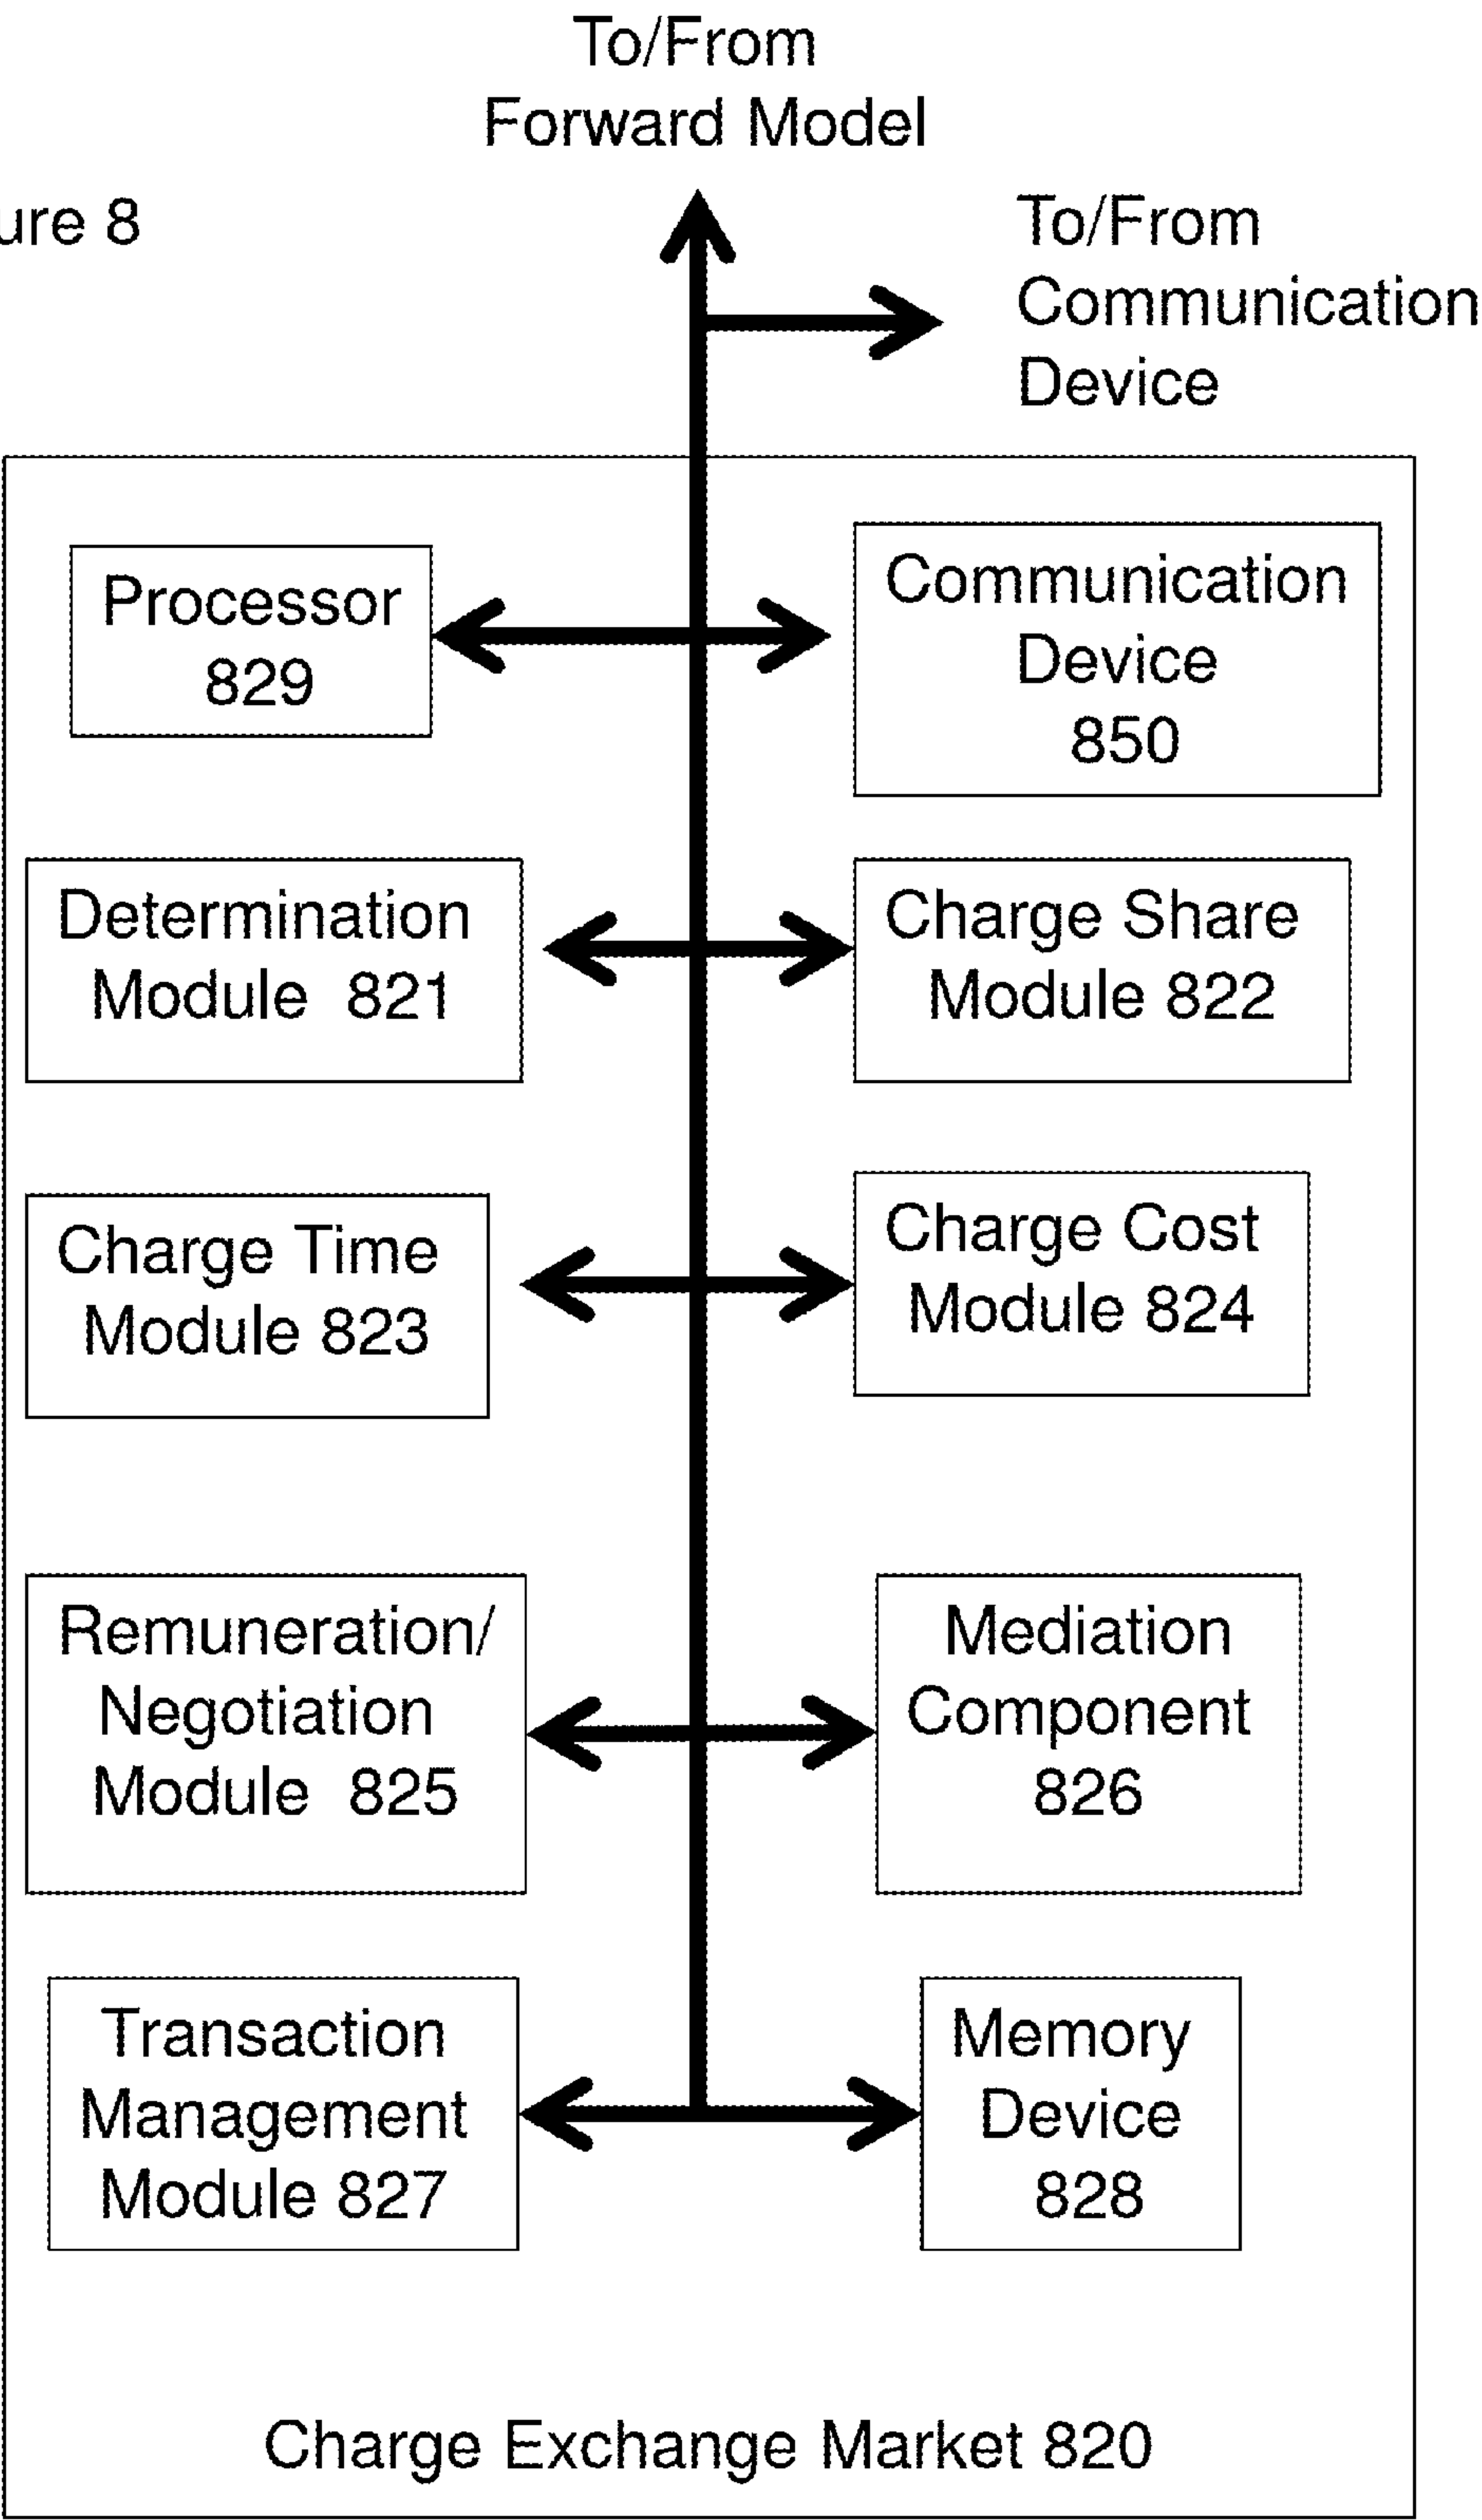 To/From
Forward Model
ure 8
To/From
Communication
Device
Processor
829
Communication
Device
850
Determination
Module 821
Charge Share
Module 822
Charge Time
Module 823
Charge Cost
Module 824
Remuneration/
Negotiation
Module 825
Mediation
Component
826
Transaction
Management
Module 827
Memory
Device
828
Charge Exchange Market 820